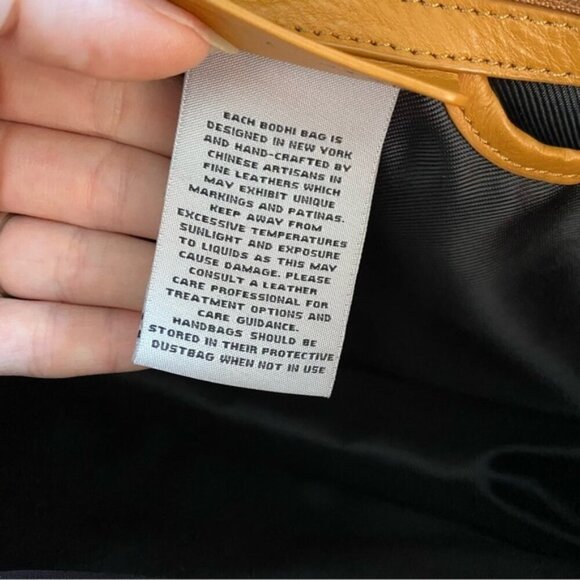 EACH BODHI BAG IS
DESIGNED IN NEW YORK
AND HAND-CRAFTED BY
CHINESE ARTISANS IN
FINE LEATHERS WHICH
MAY EXHIBIT UNIQUE
MARKINGS AND PATINAS.
KEEP AWAY FROM
EXCESSIVE TEMPERATURES
SUNLIGHT AND EXPOSURE
TO LIQUIDS AS THIS MAY
CAUSE DAMAGE. PLEASE
CONSULT A LEATHER
CARE PROFESSIONAL FOR
TREATMENT OPTIONS AND
CARE GUIDANCE.
HANDBAGS SHOULD BE
STORED IN THEIR PROTECTIVE
DUSTBAG WHEN NOT IN USE